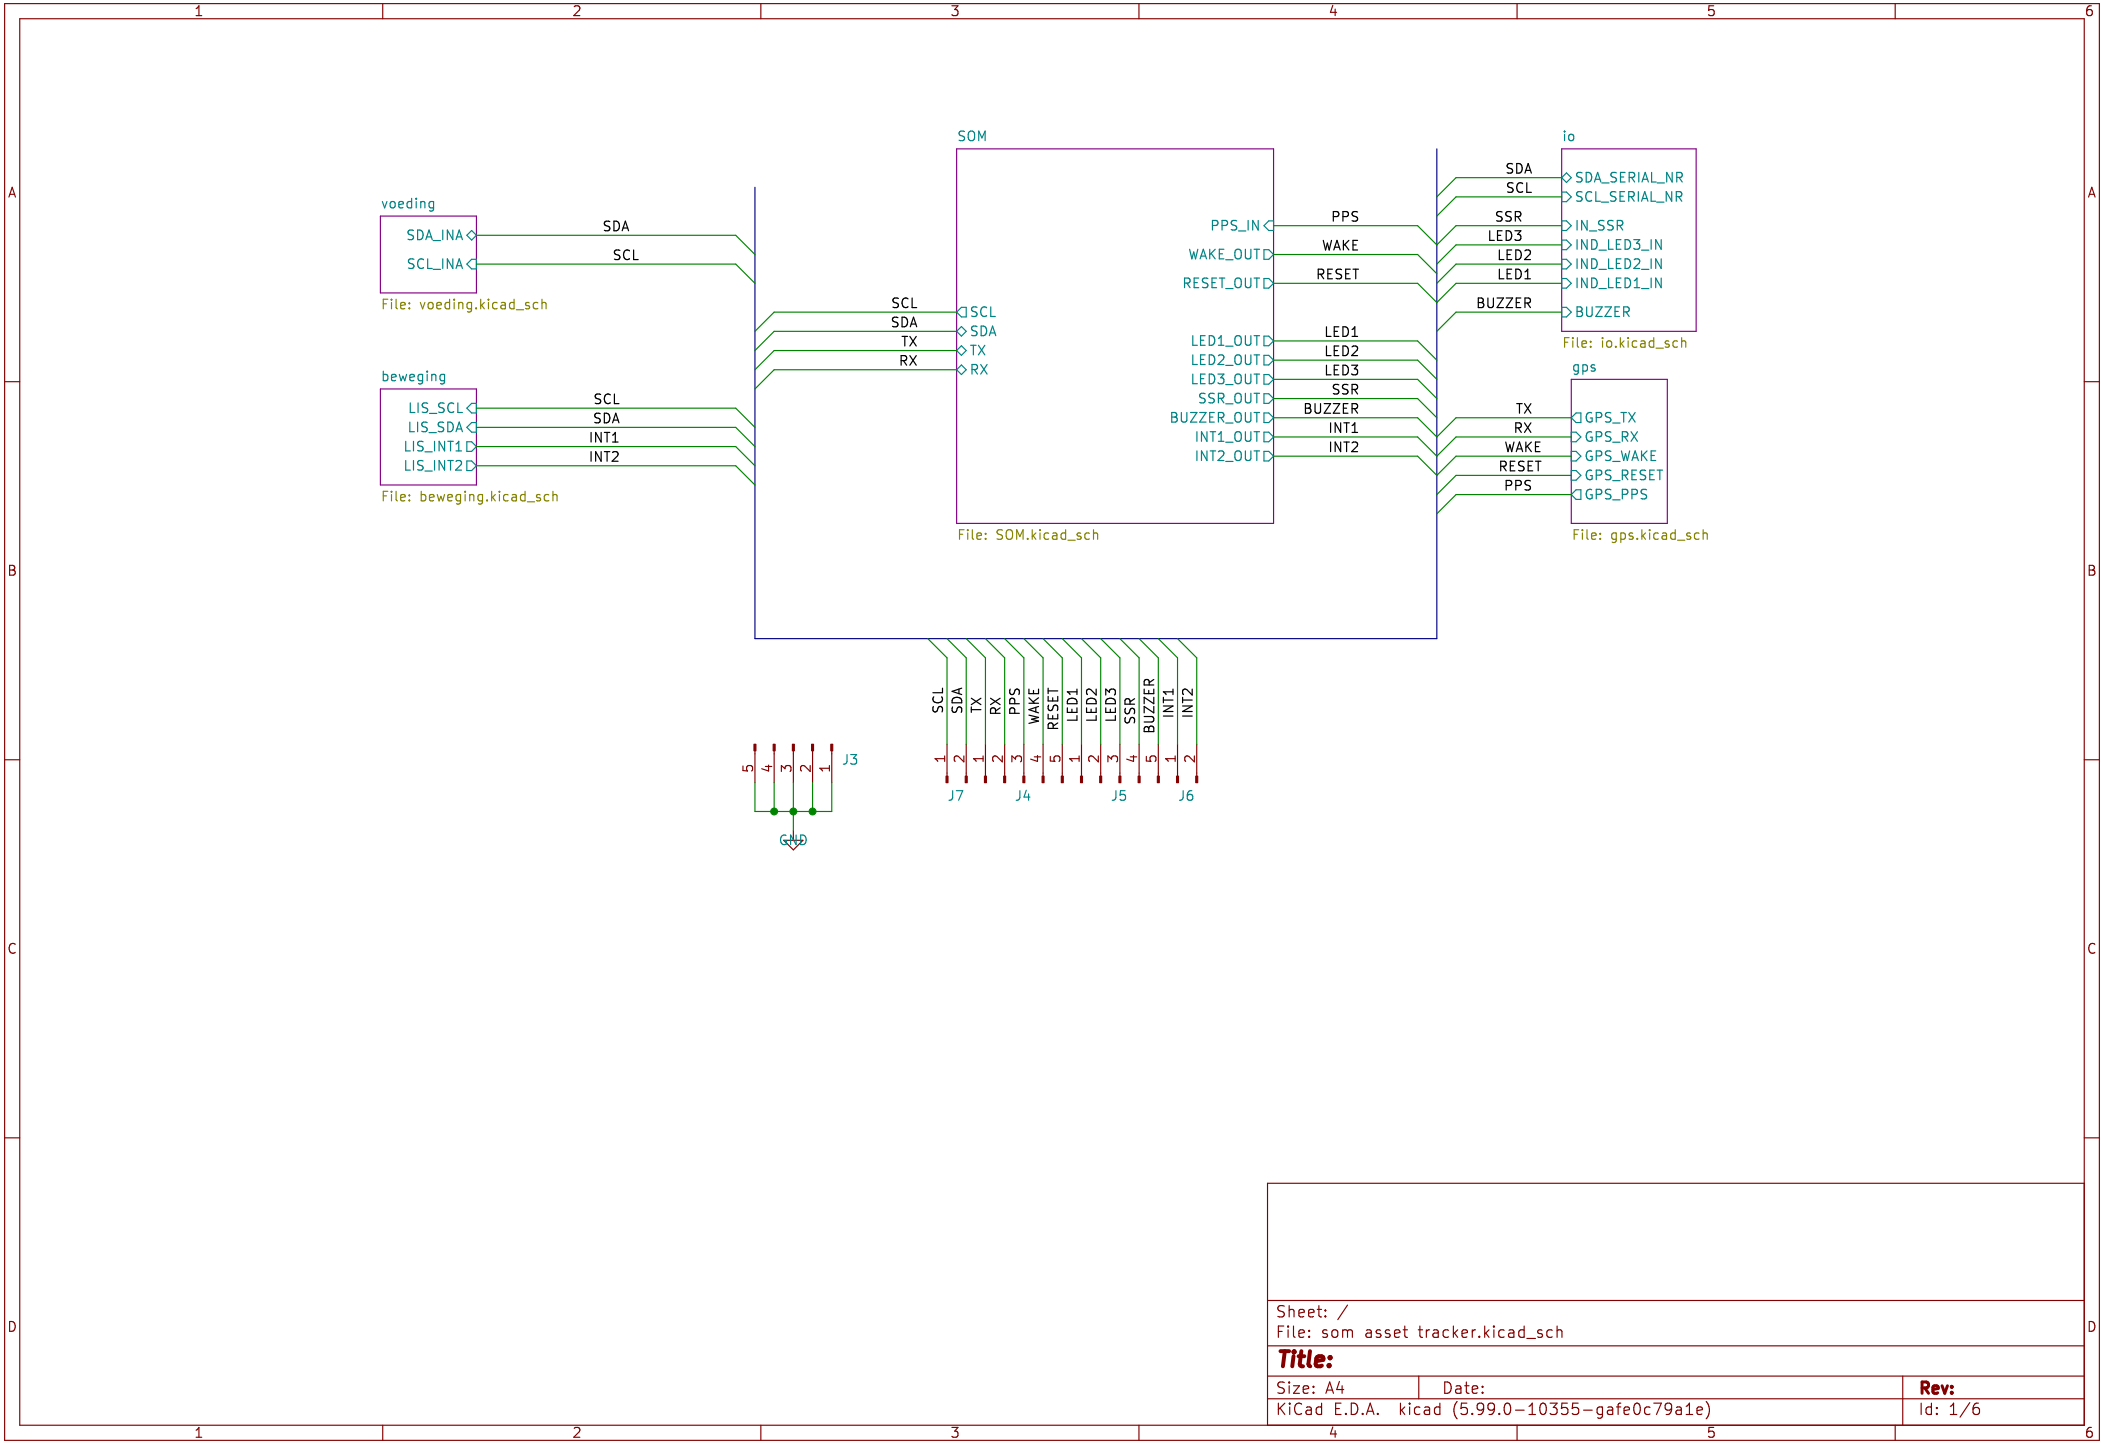 1 2 3 4 5 6
A A
B B
C C
D D
voeding
SDA_INA
SCL_INA
File: voeding.kicad_sch
SDA
SCL
beweging
LIS_SCL
LIS_SDA
LIS_INT1
LIS_INT2
File: beweging.kicad_sch
SCL
SDA
INT1
INT2
SOM
SCL
SDA
TX
RX
SCL
SDA
TX
RX
PPS_IN
WAKE_OUT
RESET_OUT
LED1_OUT
LED2_OUT
LED3_OUT
SSR_OUT
BUZZER_OUT
INT1_OUT
INT2_OUT
File: SOM.kicad_sch
PPS
WAKE
RESET
LED1
LED2
LED3
SSR
BUZZER
INT1
INT2
io
SDA
SCL
SSR
LED3
LED2
LED1
BUZZER
SDA_SERIAL_NR
SCL_SERIAL_NR
IN_SSR
IND_LED3_IN
IND_LED2_IN
IND_LED1_IN
BUZZER
File: io.kicad_sch
gps
TX
RX
WAKE
RESET
PPS
GPS_TX
GPS_RX
GPS_WAKE
GPS_RESET
GPS_PPS
File: gps.kicad_sch
SCL SDA TX RX PPS WAKE RESET LED1 LED2 LED3 SSR BUZZER INT1 INT2
5 4 3 2 1 J3
1 2 1 2 3 4 5 1 2 3 4 5 1 2
J7 J4 J5 J6
GND
Sheet: /
File: som asset tracker.kicad_sch
Title:
Size: A4 Date: Rev:
KiCad E.D.A. kicad (5.99.0-10355-gafe0c79a1e) Id: 1/6
1 2 3 4 5 6